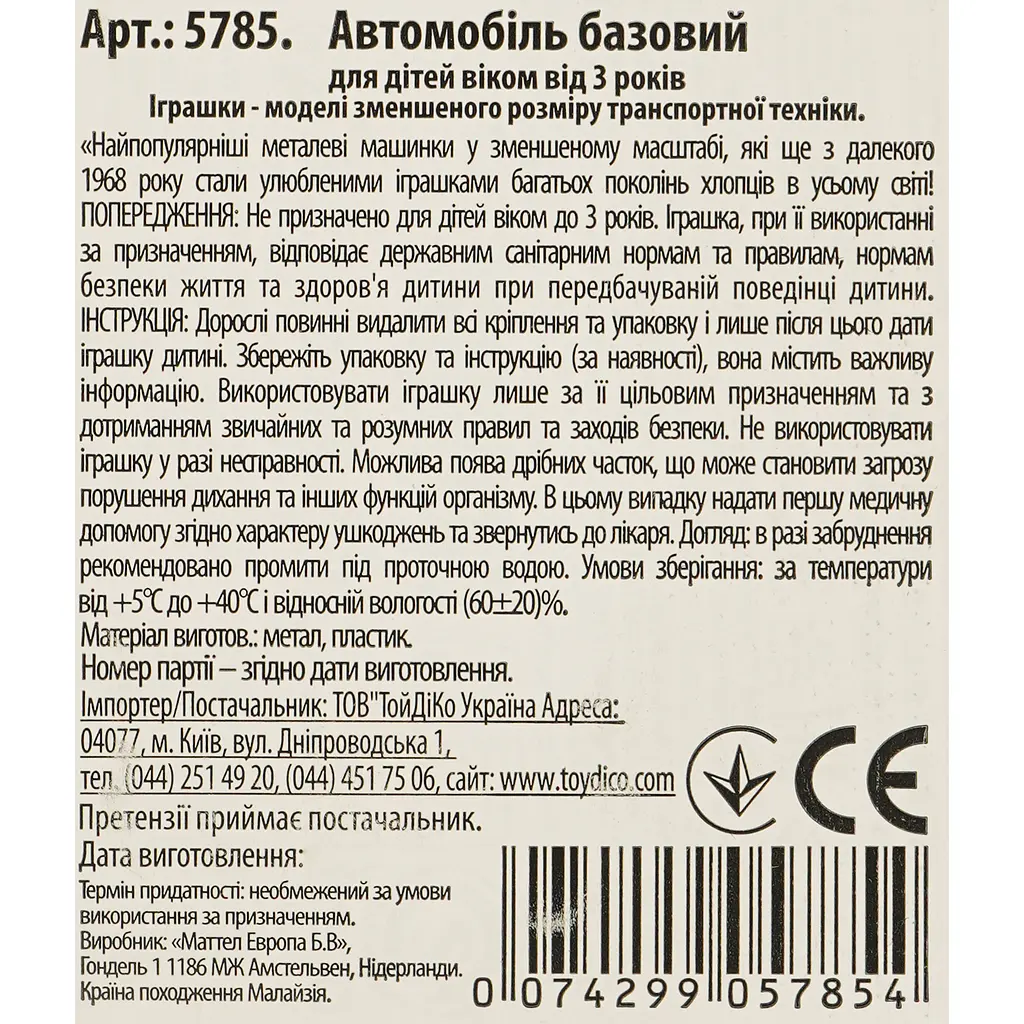 Арт.: 5785. Автомобіль базовий
для дітей віком від 3 років
Іграшки - моделі зменшеного розміру транспортної техніки.
«Найпопулярніші металеві машинки у зменшеному масштабі, які ще з далекого
1968 року стали улюбленими іграшками багатьох поколінь хлопців в усьому світі!
ПОПЕРЕДЖЕННЯ: Не призначено для дітей віком до 3 років. Іграшка, при її використанні
за призначенням, відповідає державним санітарним нормам та правилам, нормам
безпеки життя та здоров'я дитини при передбачуваній поведінці дитини.
ІНСТРУКЦІЯ: Дорослі повинні видалити всі кріплення та упаковку і лише після цього дати
іграшку дитині. Збережіть упаковку та інструкцію (за наявності), вона містить важливу
інформацію. Використовувати іграшку лише за її цільовим призначенням та з
дотриманням звичайних та розумних правил та заходів безпеки. Не використовувати
іграшку у разі несправності. Можлива поява дрібних часток, що може становити загрозу
порушення дихання та інших функцій організму. В цьому випадку надати першу медичну
допомогу згідно характеру ушкоджень та звернутись до лікаря. Догляд: в разі забруднення
рекомендовано промити під проточною водою. Умови зберігання: за температури
від +5°С до +40°С і відносній вологості (60±20)%.
Матеріал виготов.: метал, пластик.
Номер партії – згідно дати виготовлення.
Імпортер/Постачальник: ТОВ"ТойДіКо Україна Адреса:
04077, м. Київ, вул. Дніпроводська 1,
тел. (044) 251 49 20, (044) 451 75 06, сайт: www.toydico.com
Претензії приймає постачальник.
Дата виготовлення:
Термін придатності: необмежений за умови
використання за призначенням.
Виробник: «Маттел Европа Б.В»,
Гондель 1 1186 МЖ Амстельвен, Нідерланди.
Країна походження Малайзія.
CE
0 074299 057854